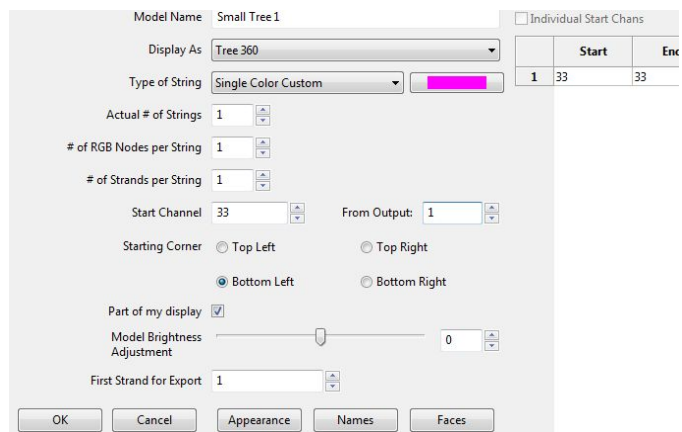 Model Name Small Tree 1
Individual Start Chans
Display As Tree 360
Start
1 33 33
Type of String Single Color Custom
Actual # of Strings 1
# of RGB Nodes per String 1
# of Strands per String 1
Start Channel 33 From Output: 1
Starting Corner Top Left Top Right
Bottom Left Bottom Right
Part of my display
Model Brightness
Adjustment 0
First Strand for Export 1
OK Cancel Appearance Names Faces